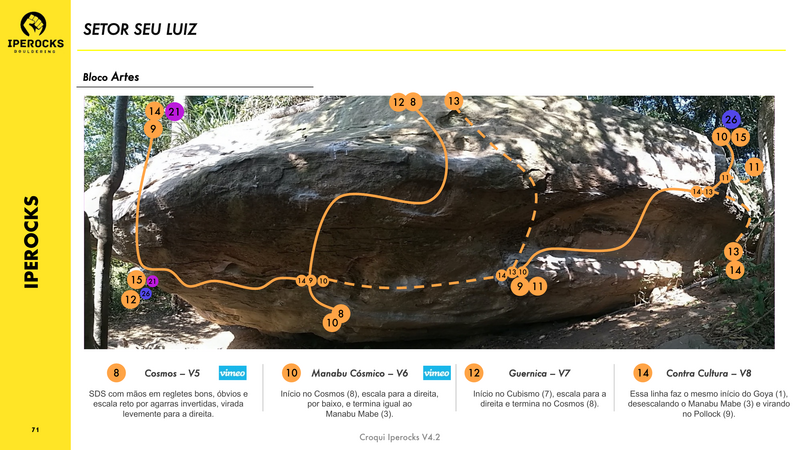 IPEROCKS
BOULDERING
SETOR SEU LUIZ
Bloco Artes
14 21
9
12 8
13
26
10 15
11
11
14 13
13
14
15 21
12 26
14 9 10
8
10
14 13 10
9 11
IPEROCKS
8 Cosmos – V5 vimeo
SDS com mãos em regletes bons, óbvios e
escala reto por agarras invertidas, virada
levemente para a direita.
10 Manabu Cósmico – V6 vimeo
Início no Cosmos (8), escala para a direita,
por baixo, e termina igual ao
Manabu Mabe (3).
12 Guernica – V7
Início no Cubismo (7), escala para a
direita e termina no Cosmos (8).
14 Contra Cultura – V8
Essa linha faz o mesmo início do Goya (1),
desescalando o Manabu Mabe (3) e virando
no Pollock (9).
71
Croqui Iperocks V4.2